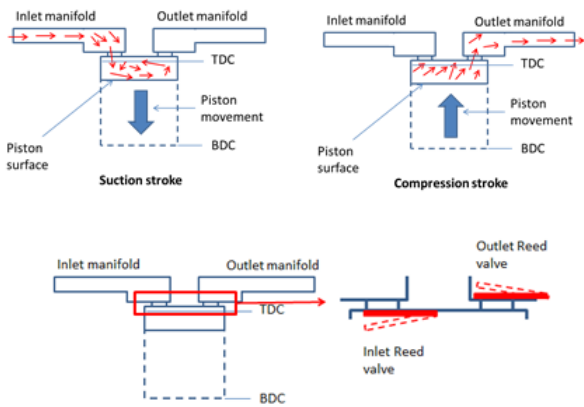 Inlet manifold
Outlet manifold
TDC
Piston
movement
Piston
surface
BDC
Suction stroke
Inlet manifold
Outlet manifold
TDC
Piston
movement
Piston
surface
BDC
Compression stroke
Inlet manifold
Outlet manifold
TDC
BDC
Outlet Reed
valve
Inlet Reed
valve